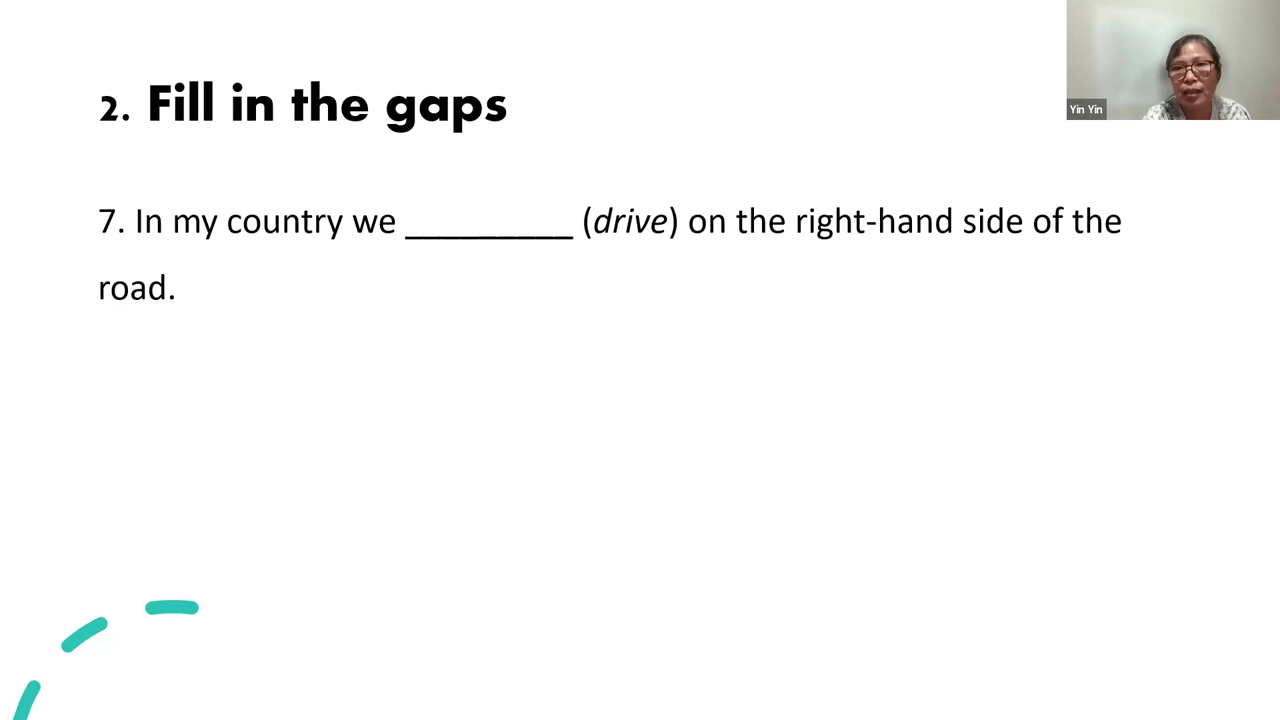 2. Fill in the gaps
Yin Yin
7. In my country we _________ (drive) on the right-hand side of the
road.